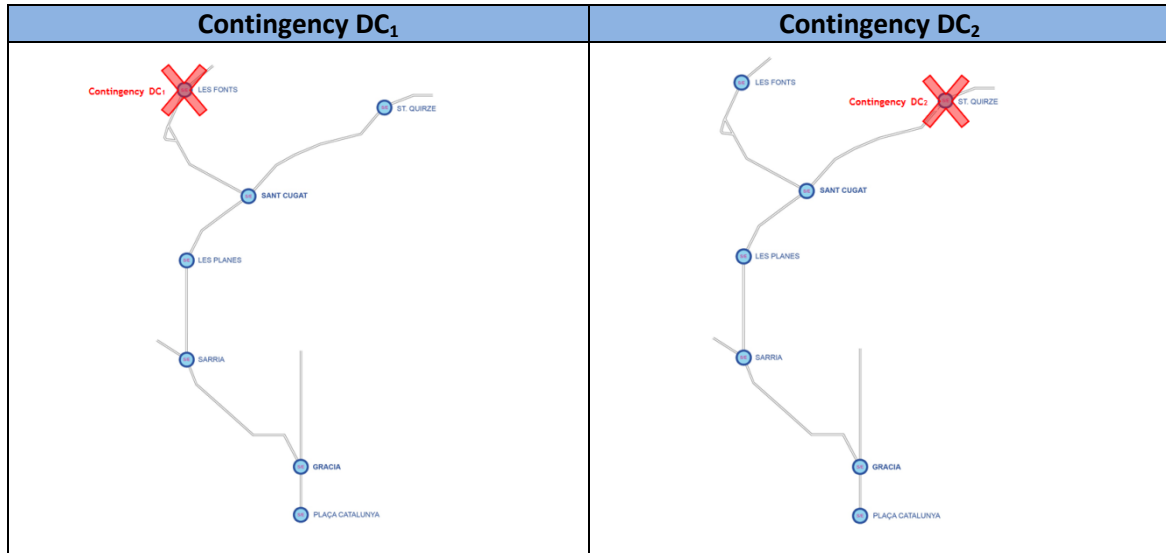 Contingency DC₁
Contingency DC₂
Contingency DC₁
LES FONTS
ST. QUIRZE
SANT CUGAT
LES PLANES
SARRIA
GRACIA
PLAÇA CATALUNYA
LES FONTS
Contingency DC₂
ST. QUIRZE
SANT CUGAT
LES PLANES
SARRIA
GRACIA
PLAÇA CATALUNYA